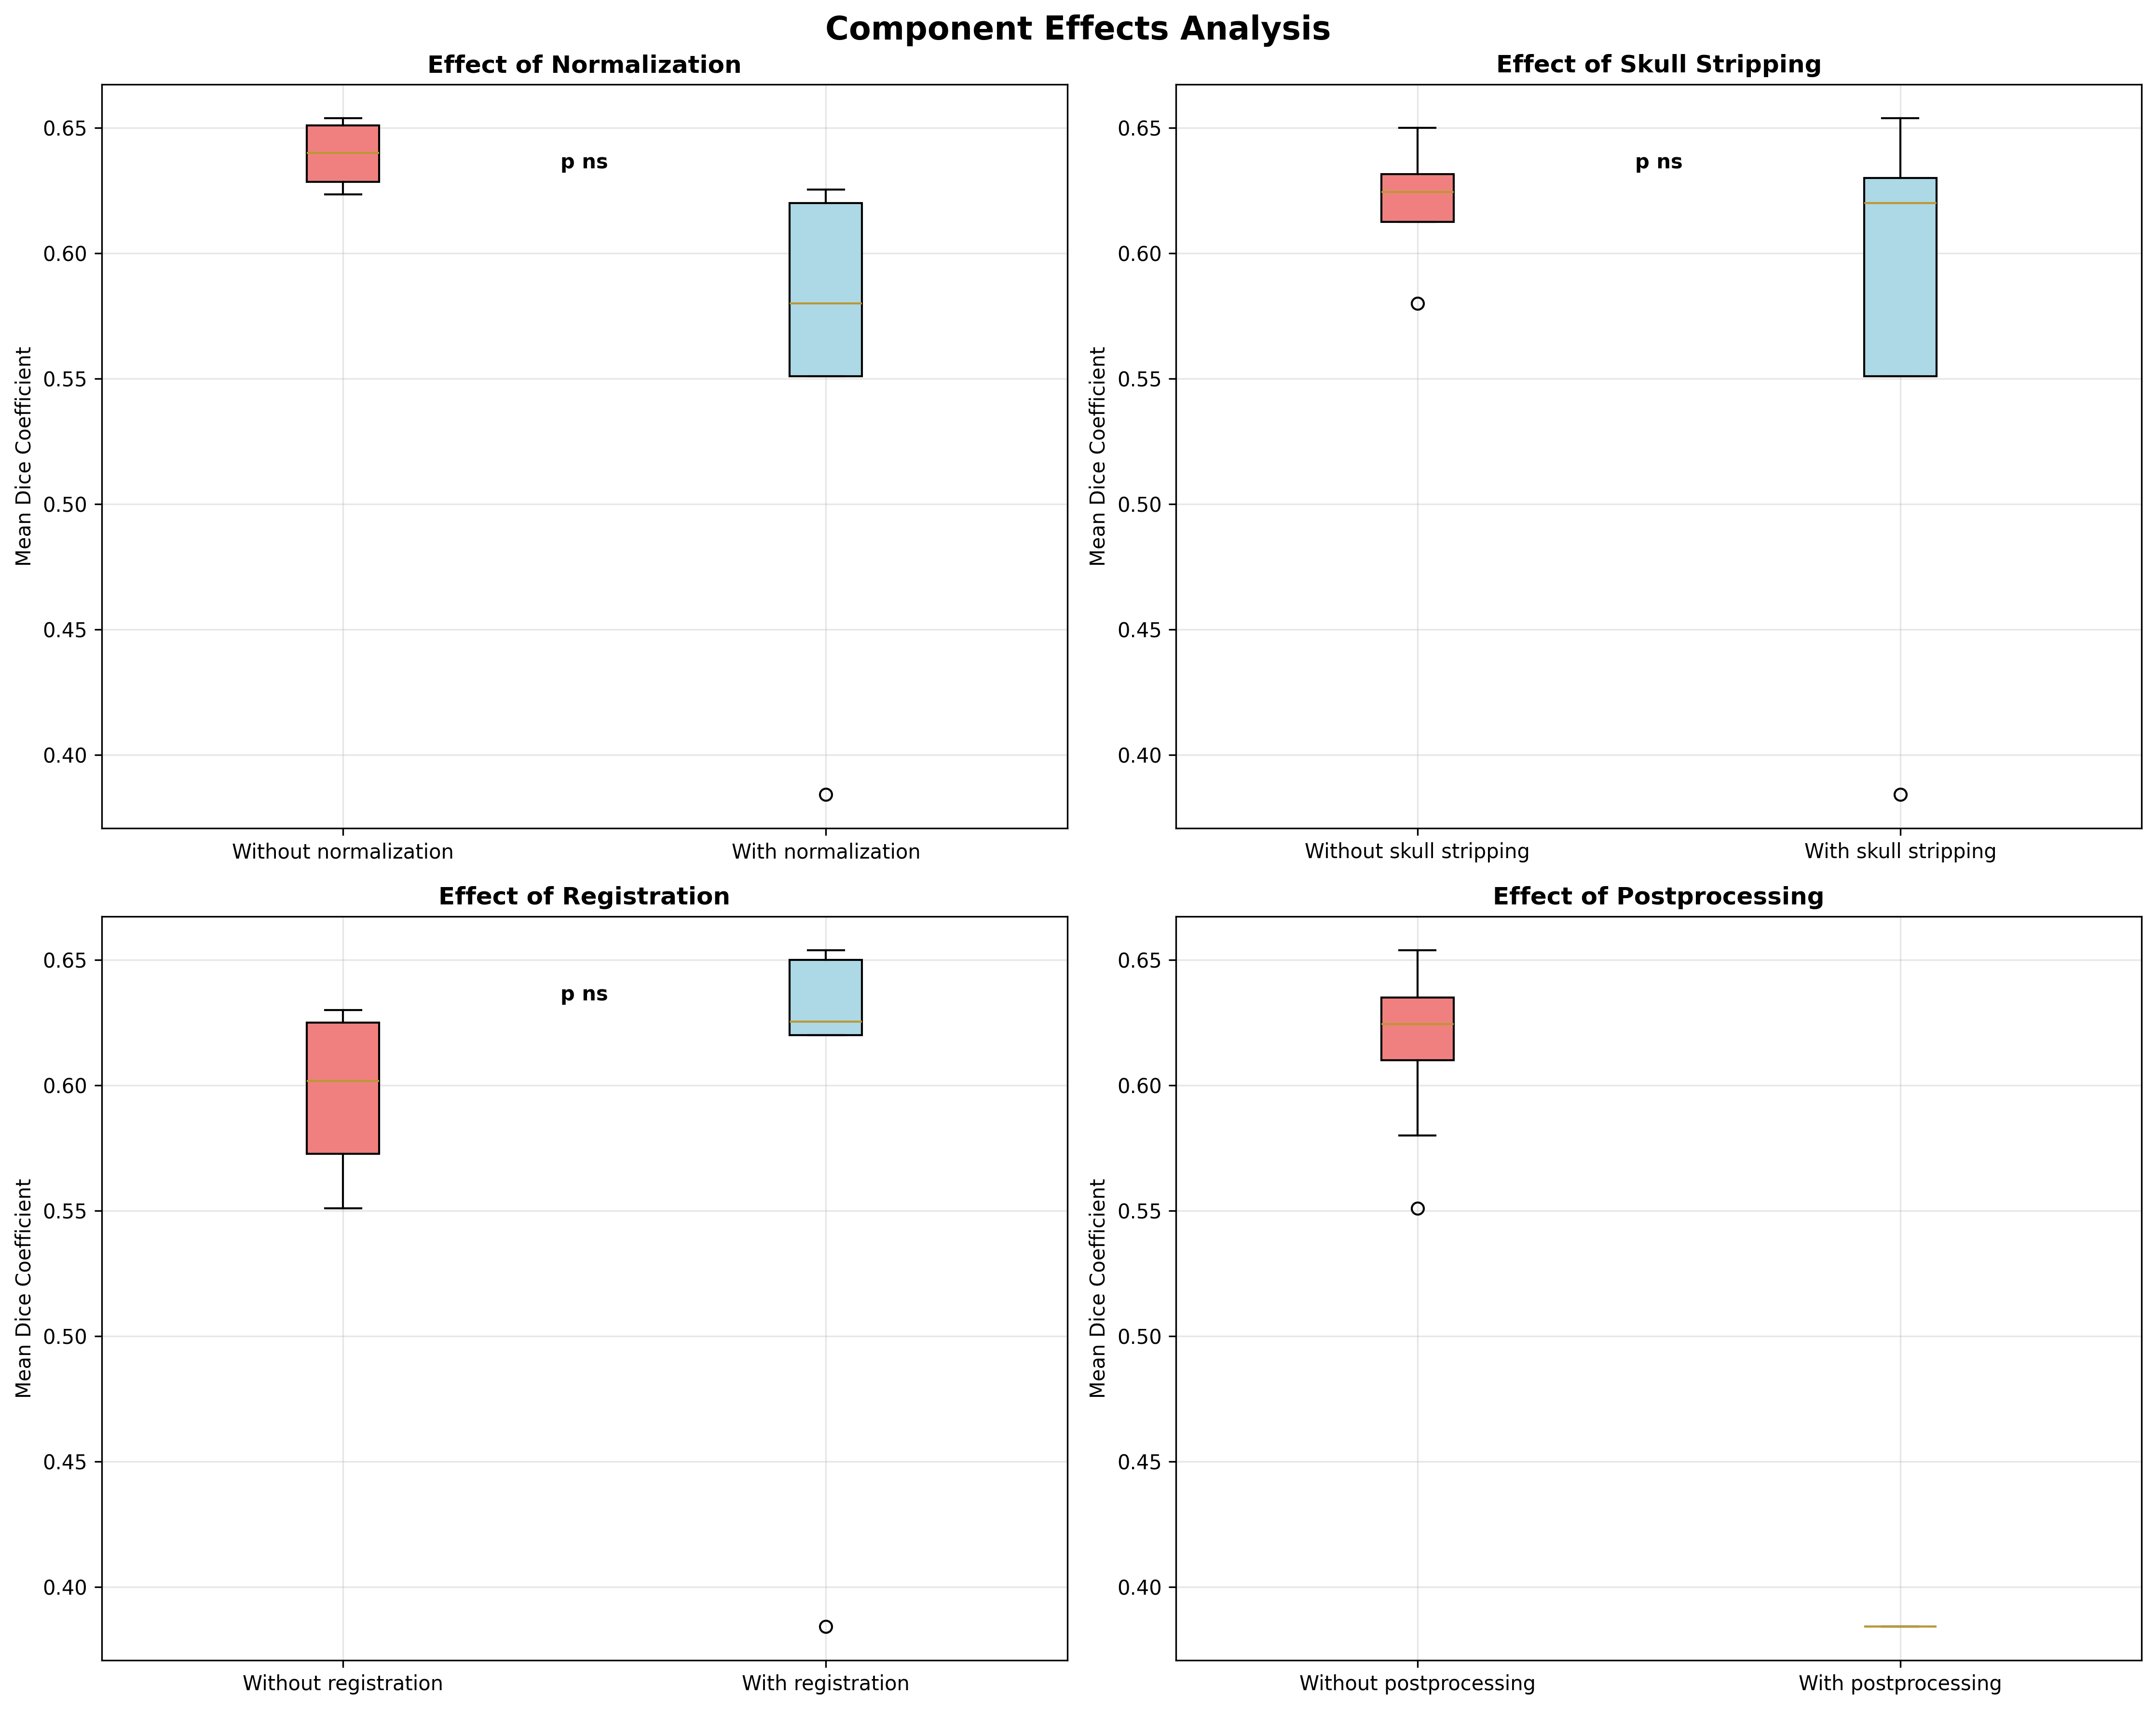 Component Effects Analysis
Effect of Normalization
Mean Dice Coefficient
0.65
0.60
0.55
0.50
0.45
0.40
p ns
Without normalization
With normalization
Effect of Skull Stripping
Mean Dice Coefficient
0.65
0.60
0.55
0.50
0.45
0.40
p ns
Without skull stripping
With skull stripping
Effect of Registration
Mean Dice Coefficient
0.65
0.60
0.55
0.50
0.45
0.40
p ns
Without registration
With registration
Effect of Postprocessing
Mean Dice Coefficient
0.65
0.60
0.55
0.50
0.45
0.40
Without postprocessing
With postprocessing